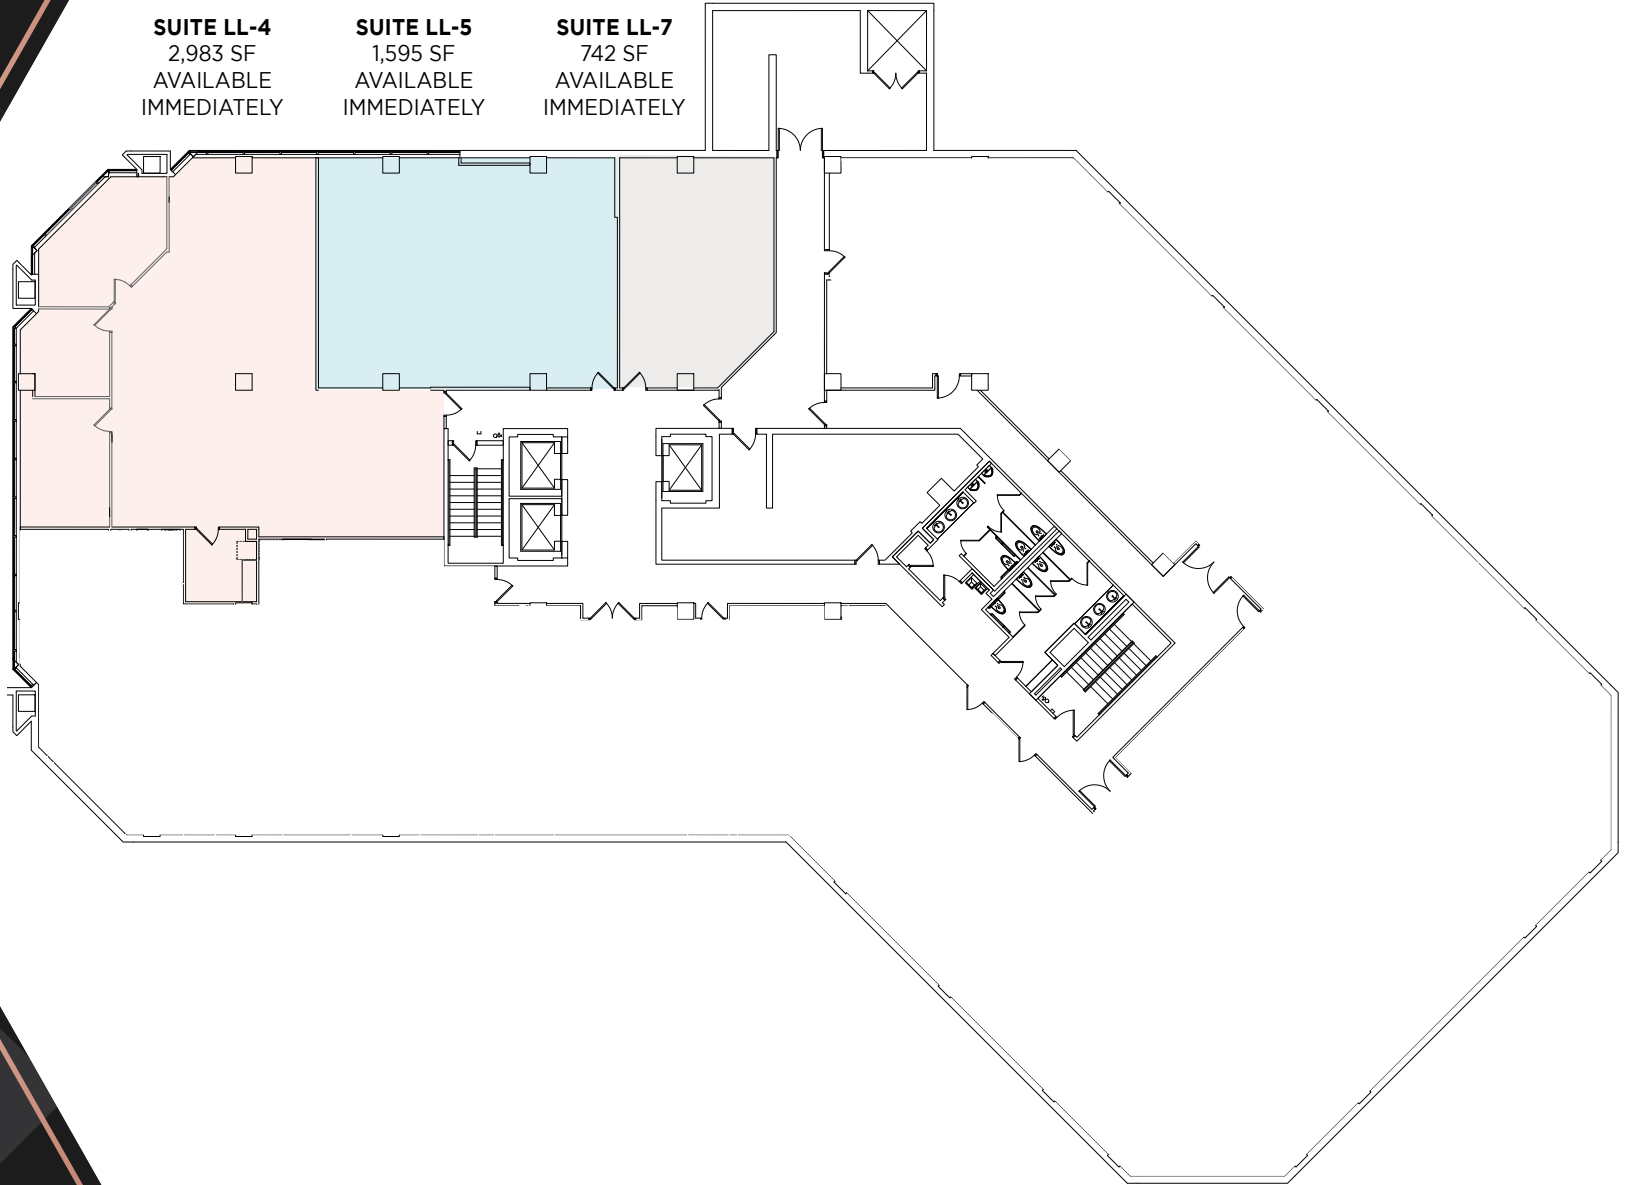 SUITE LL-4
2,983 SF
AVAILABLE
IMMEDIATELY
SUITE LL-5
1,595 SF
AVAILABLE
IMMEDIATELY
SUITE LL-7
742 SF
AVAILABLE
IMMEDIATELY